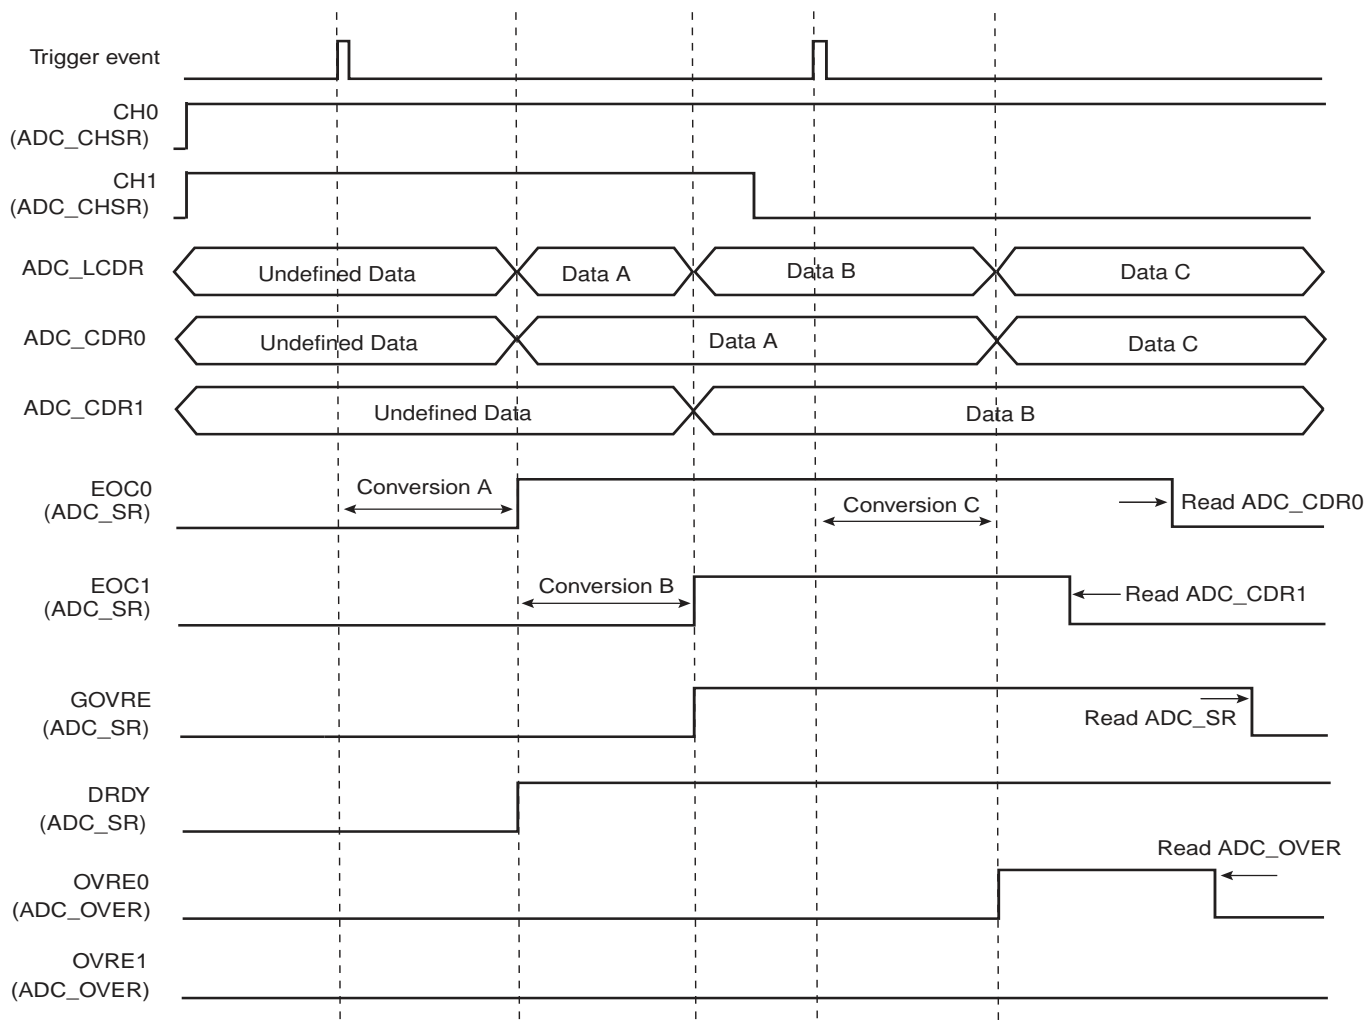 Trigger event
CH0
(ADC_CHSR)
CH1
(ADC_CHSR)
ADC_LCDR
Undefined Data
Data A
Data B
Data C
ADC_CDR0
Undefined Data
Data A
Data C
ADC_CDR1
Undefined Data
Data B
EOC0
(ADC_SR)
Conversion A
Conversion C
Read ADC_CDR0
EOC1
(ADC_SR)
Conversion B
Read ADC_CDR1
GOVRE
(ADC_SR)
Read ADC_SR
DRDY
(ADC_SR)
Read ADC_OVER
OVRE0
(ADC_OVER)
OVRE1
(ADC_OVER)